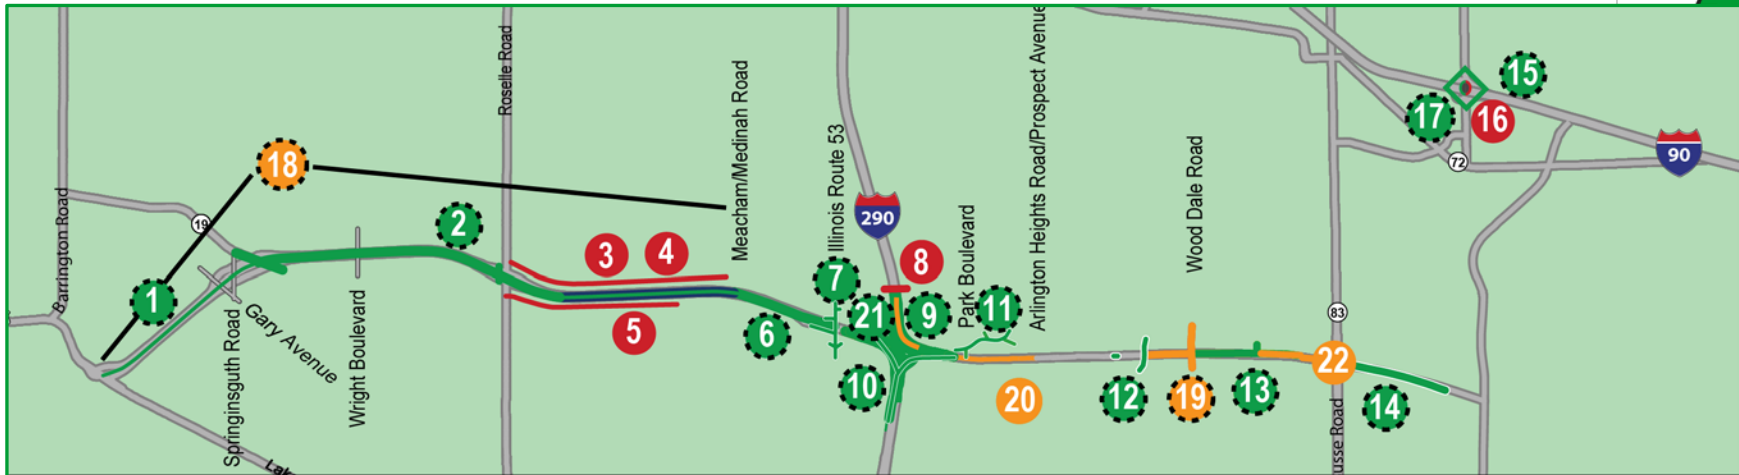 Barrington Road
19
18
1
Springinsguth Road
Gary Avenue
Wright Boulevard
2
Roselle Road
3
4
5
Meacham/Medinah Road
6
7
Illinois Route 53
290
8
21
9
10
Park Boulevard
11
Arlington Heights Road/Prospect Avenue
20
12
Wood Dale Road
19
13
83
22
usse Road
14
15
17
16
72
90
Lake